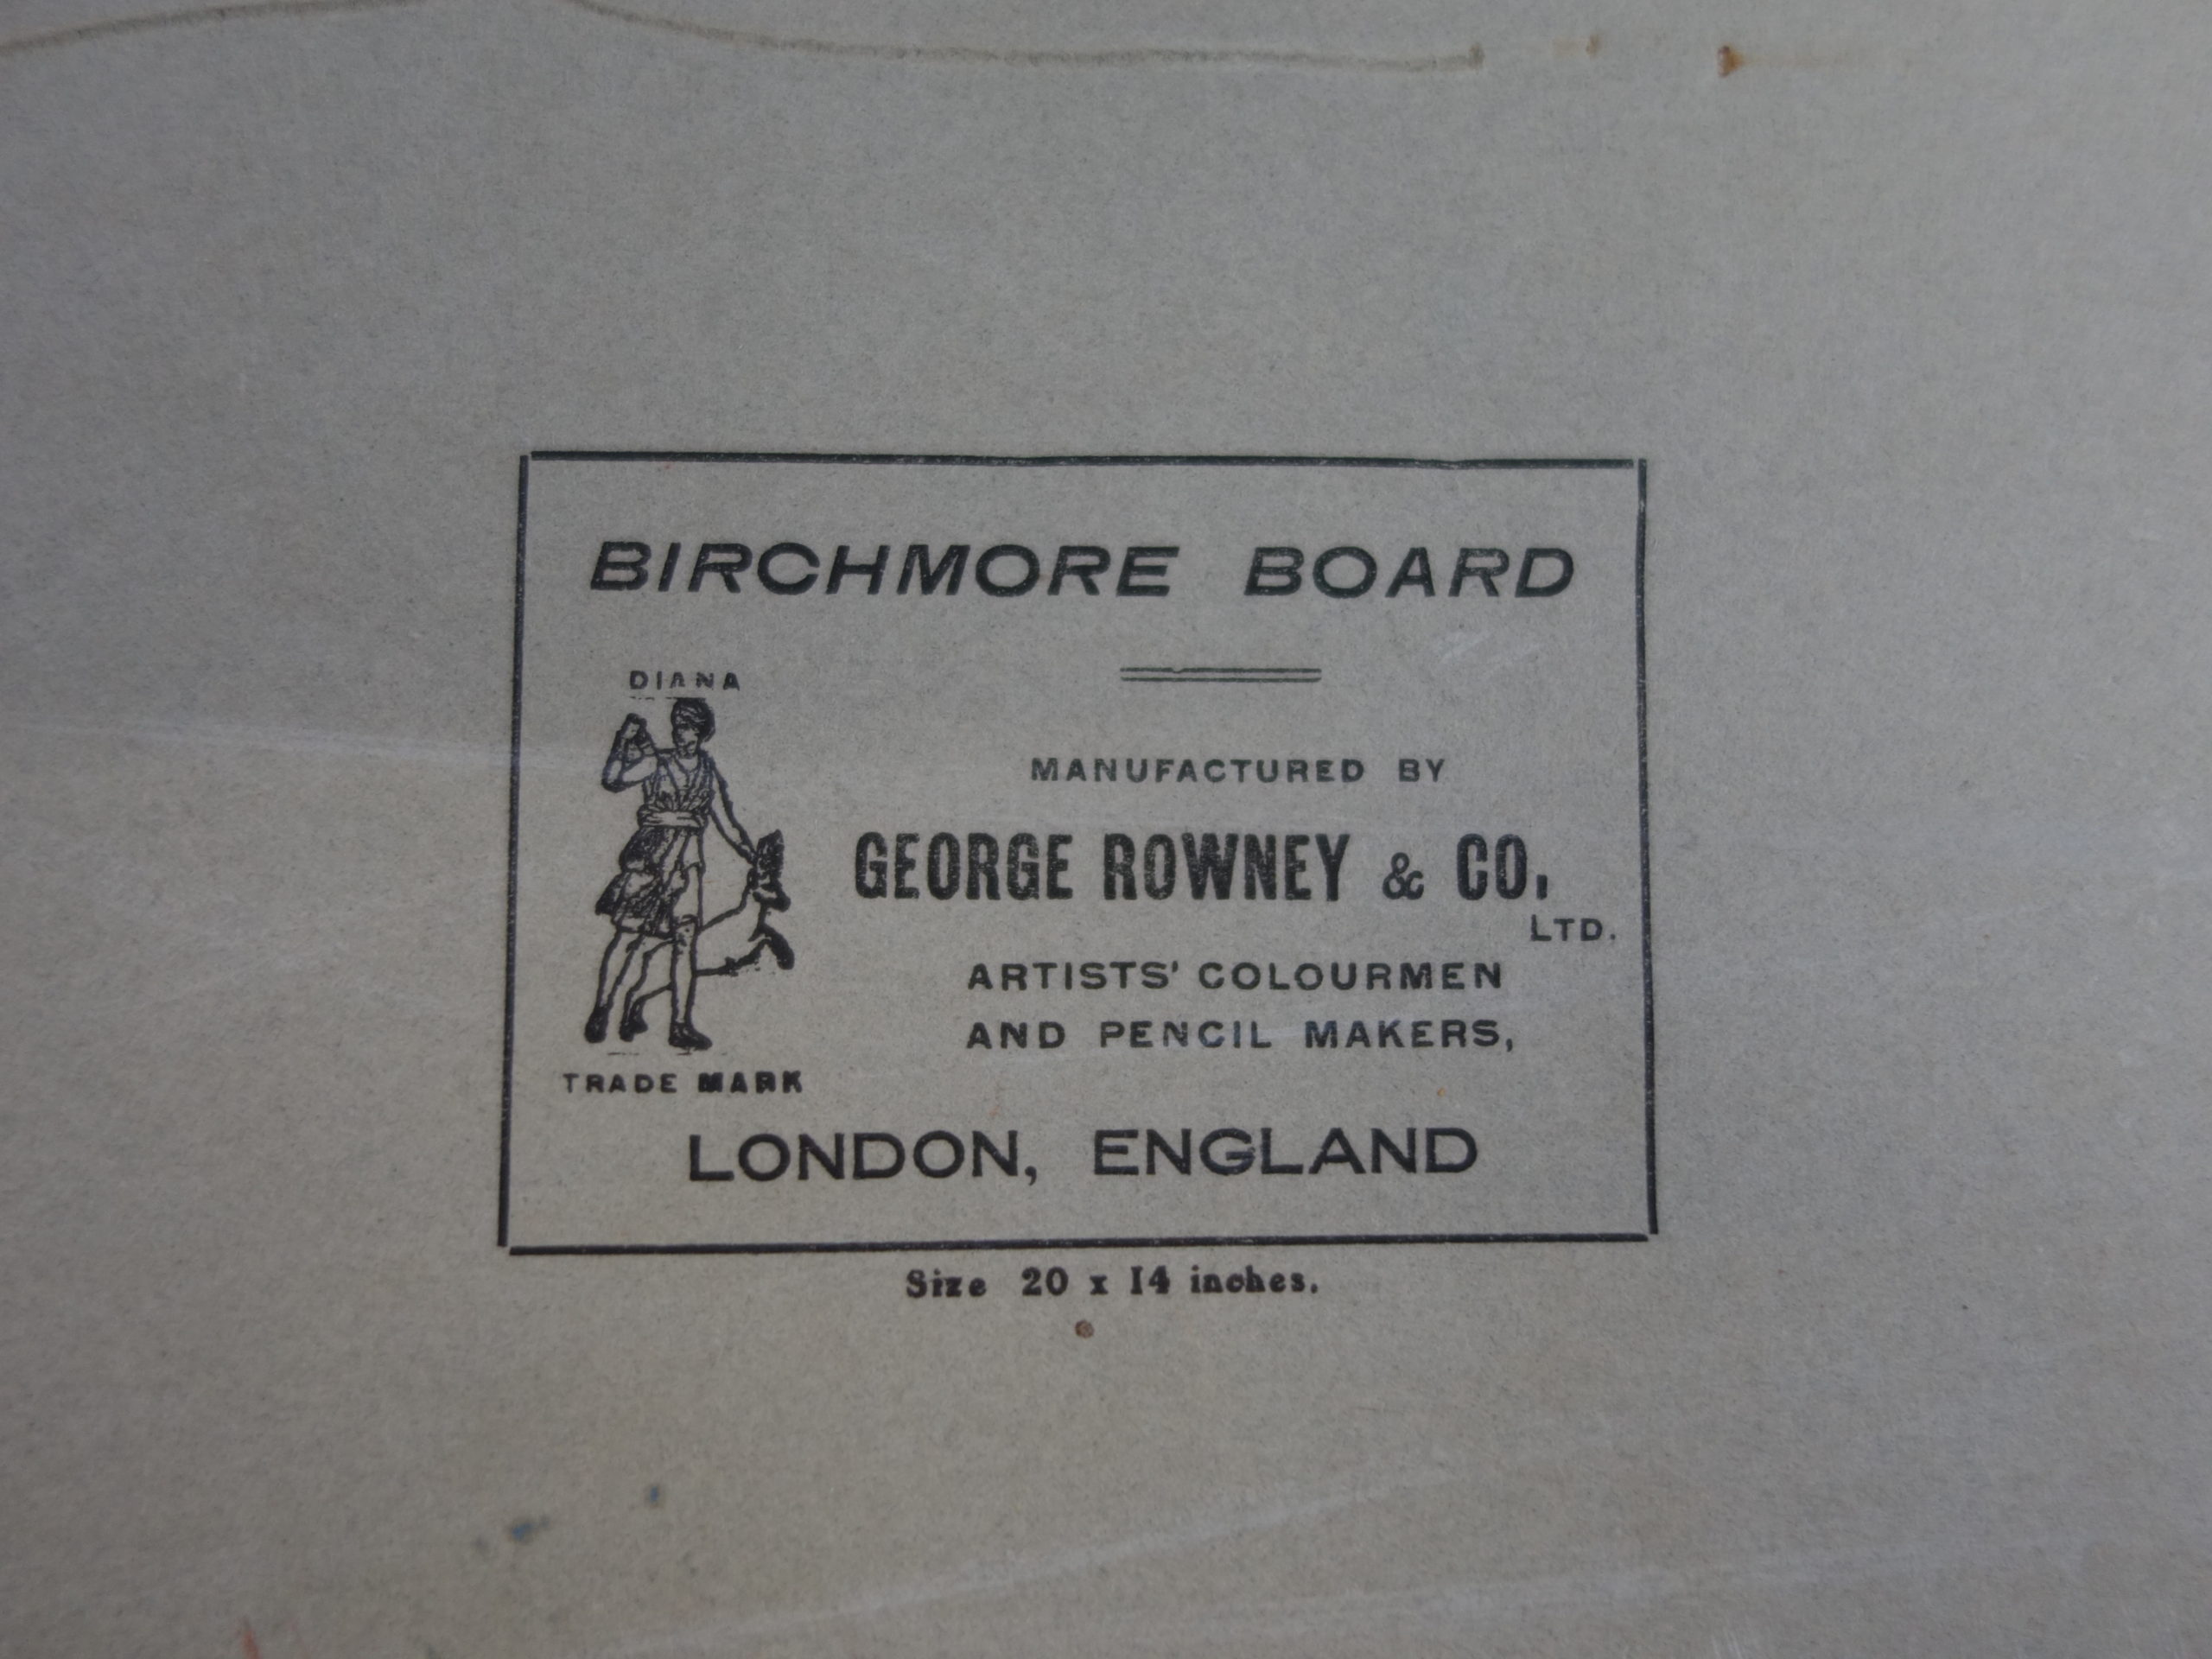 BIRCHMORE BOARD
DIANA
MANUFACTURED BY
GEORGE ROWNEY & CO.,
LTD.
ARTISTS' COLOURMEN
AND PENCIL MAKERS,
TRADE MARK
LONDON, ENGLAND
Size 20 x 14 inches.